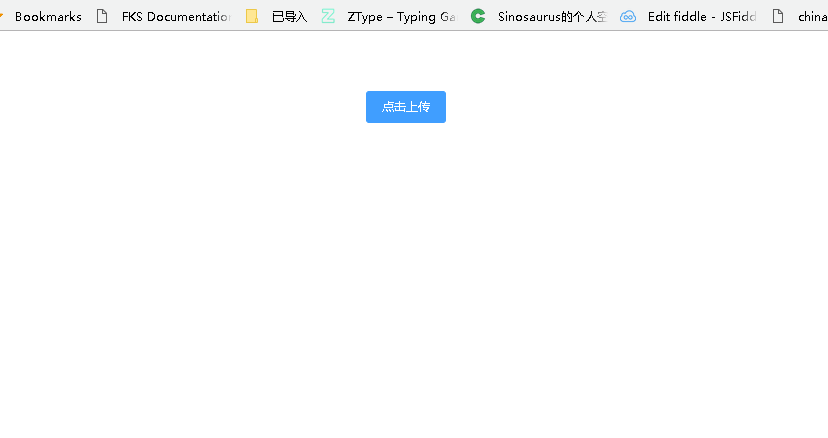 Bookmarks FKS Documentation 已导入 ZType – Typing Ga Sinosaurus的个人空 Edit fiddle - JSFidd china
点击上传